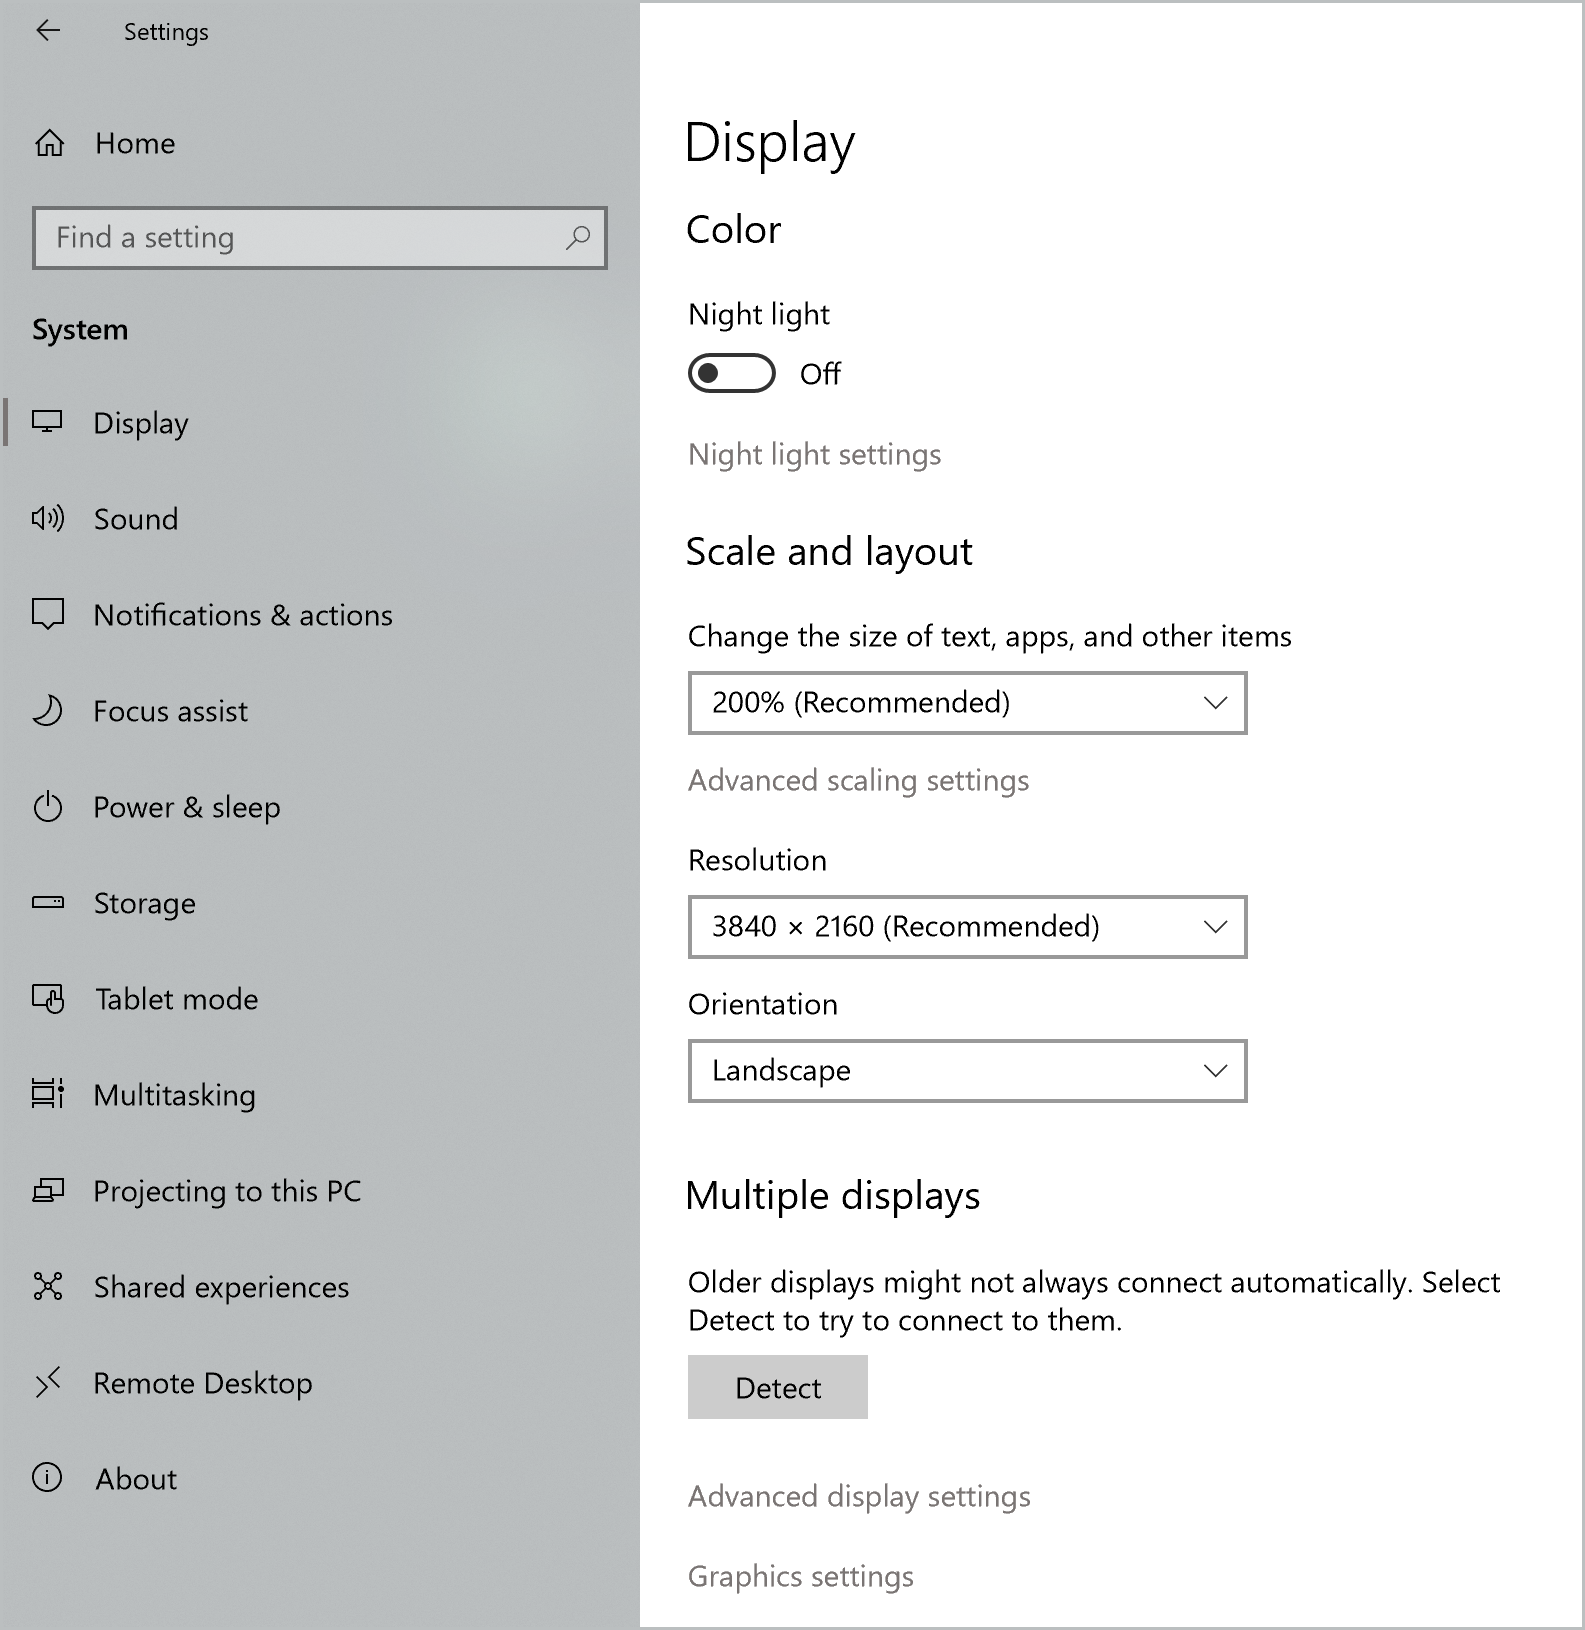 Settings
Home
Find a setting
System
Display
Sound
Notifications & actions
Focus assist
Power & sleep
Storage
Tablet mode
Multitasking
Projecting to this PC
Shared experiences
Remote Desktop
About
Display
Color
Night light
Off
Night light settings
Scale and layout
Change the size of text, apps, and other items
200% (Recommended)
Advanced scaling settings
Resolution
3840 × 2160 (Recommended)
Orientation
Landscape
Multiple displays
Older displays might not always connect automatically. Select
Detect to try to connect to them.
Detect
Advanced display settings
Graphics settings